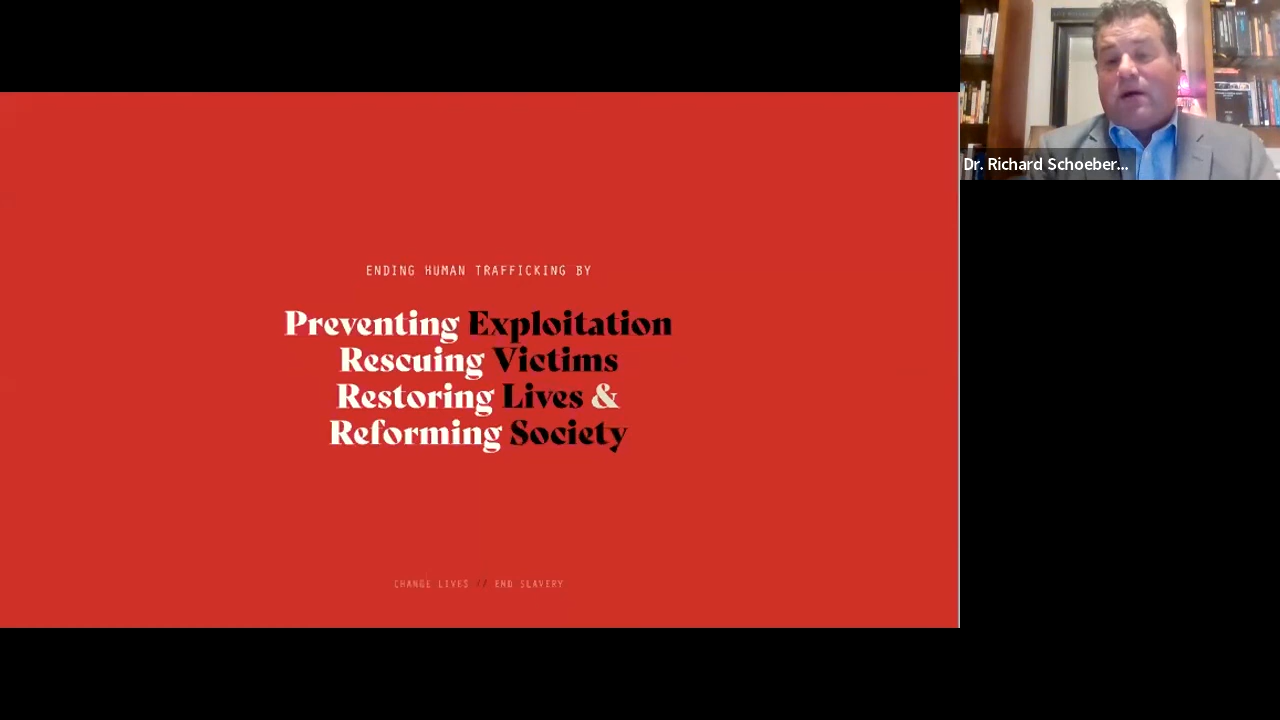 ENDING HUMAN TRAFFICKING BY
Preventing Exploitation
Rescuing Victims
Restoring Lives &
Reforming Society
CHANGE LIVES // END SLAVERY
Dr. Richard Schoeber...